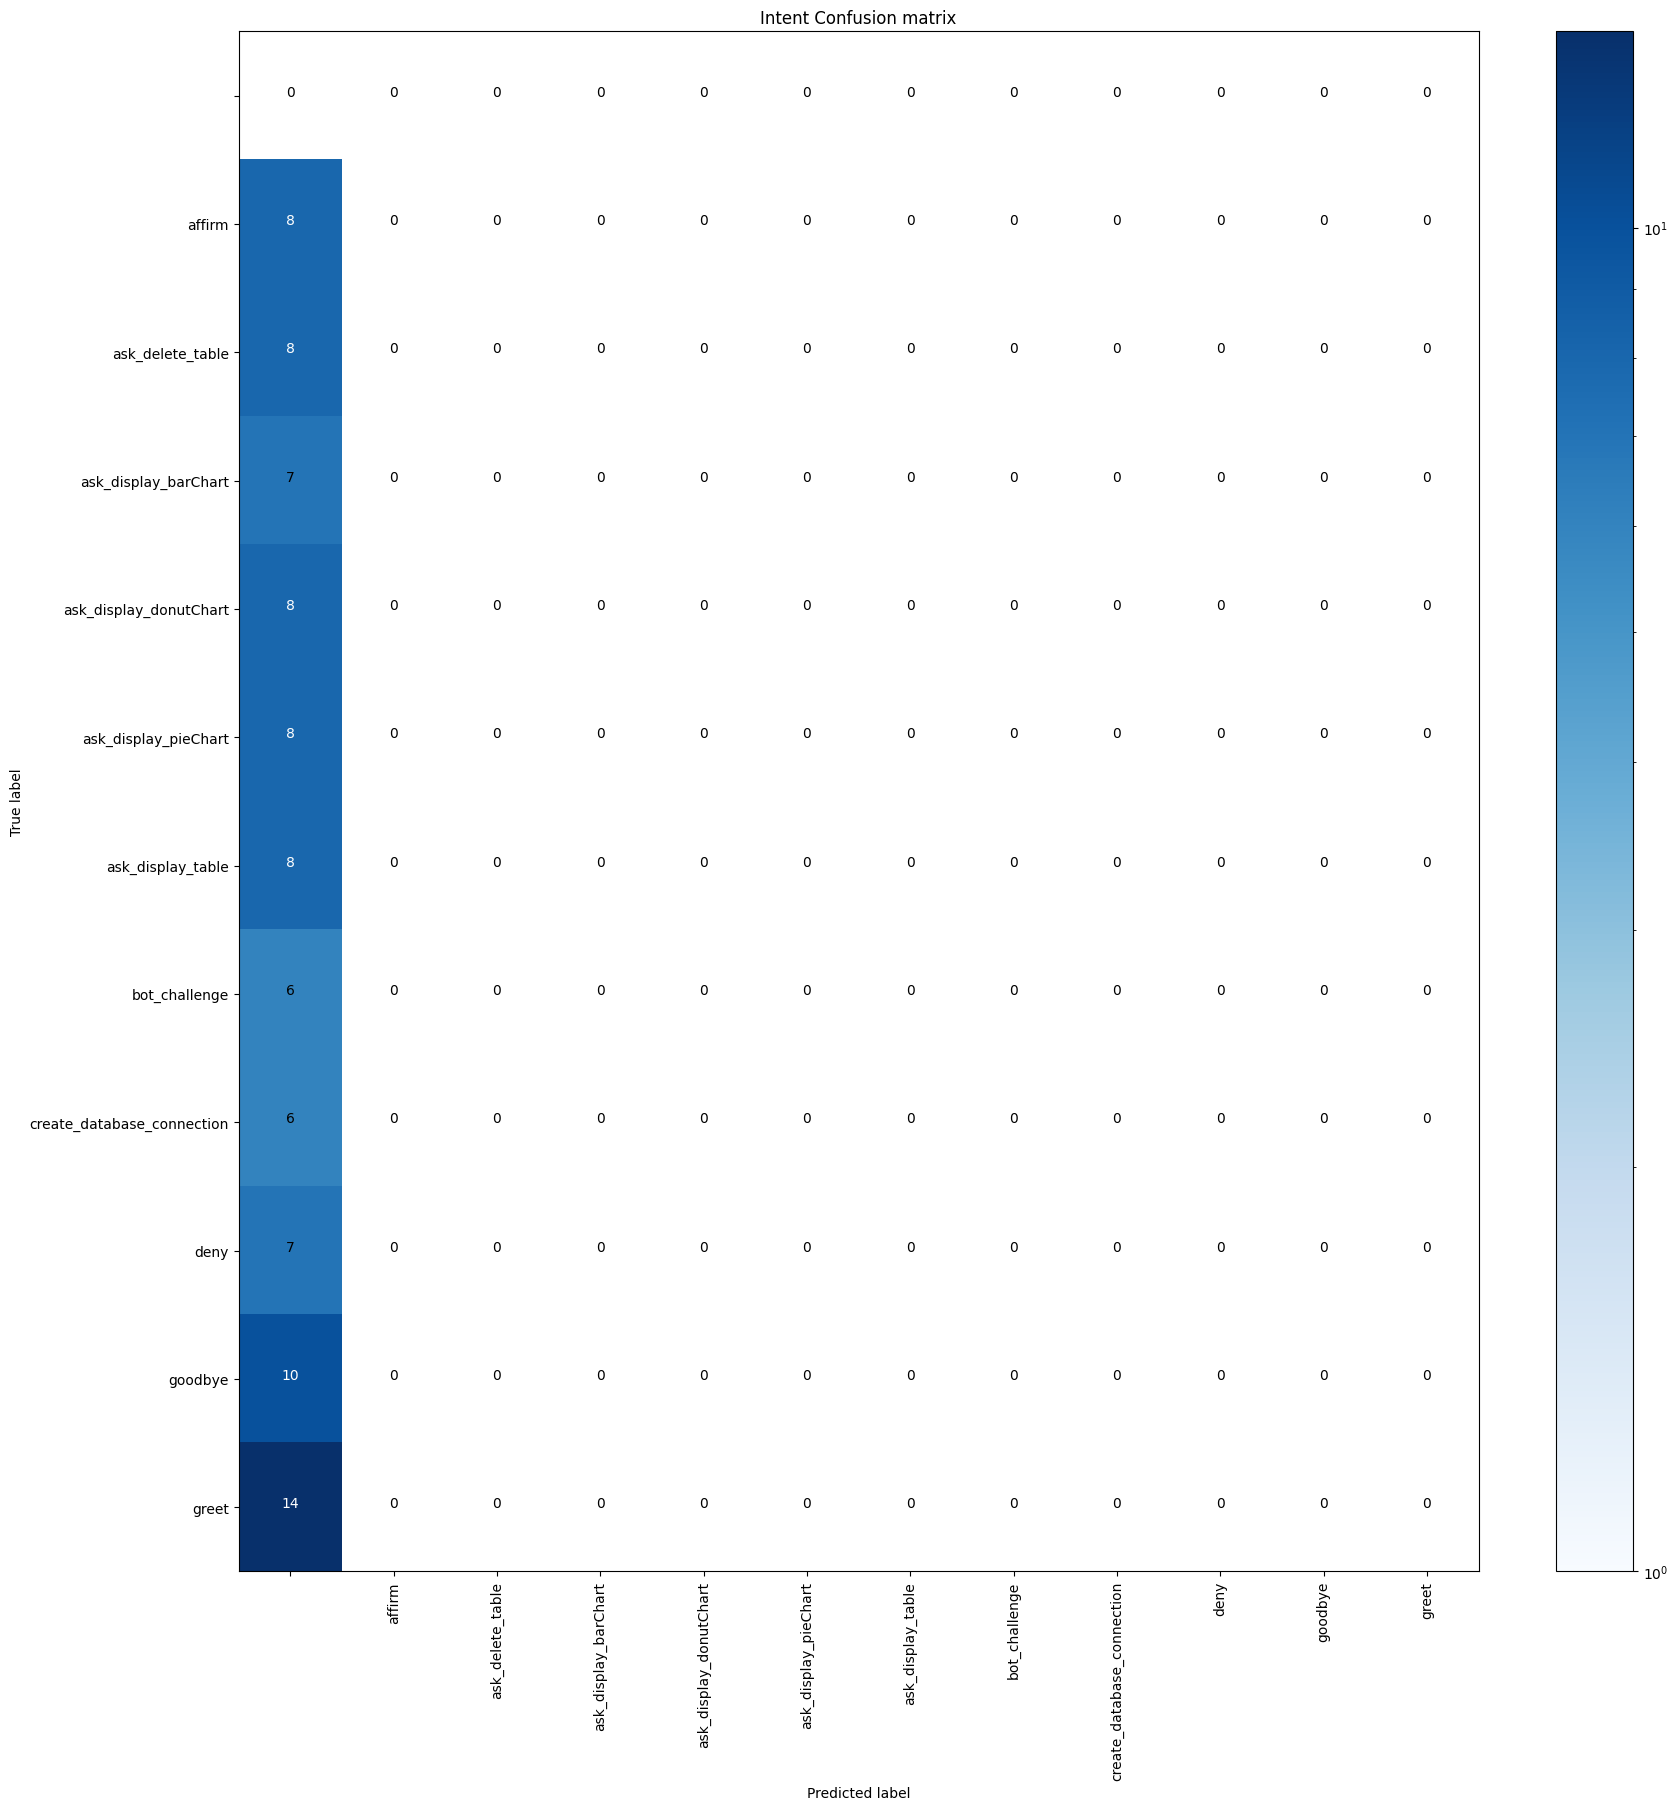 Intent Confusion matrix
0 0 0 0 0 0 0 0 0 0 0 0
affirm 8 0 0 0 0 0 0 0 0 0 0 0
10¹
ask_delete_table 8 0 0 0 0 0 0 0 0 0 0 0
ask_display_barChart 7 0 0 0 0 0 0 0 0 0 0 0
ask_display_donutChart 8 0 0 0 0 0 0 0 0 0 0 0
ask_display_pieChart 8 0 0 0 0 0 0 0 0 0 0 0
True label
ask_display_table 8 0 0 0 0 0 0 0 0 0 0 0
bot_challenge 6 0 0 0 0 0 0 0 0 0 0 0
create_database_connection 6 0 0 0 0 0 0 0 0 0 0 0
deny 7 0 0 0 0 0 0 0 0 0 0 0
goodbye 10 0 0 0 0 0 0 0 0 0 0 0
greet 14 0 0 0 0 0 0 0 0 0 0 0
10⁰
affirm
ask_delete_table
ask_display_barChart
ask_display_donutChart
ask_display_pieChart
ask_display_table
bot_challenge
create_database_connection
deny
goodbye
greet
Predicted label